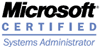 Microsoft
CERTIFIED
Systems Administrator